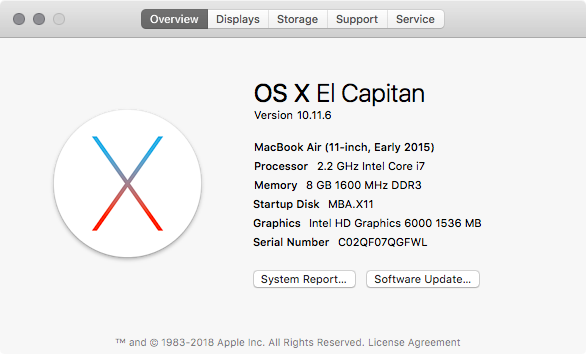 Overview Displays Storage Support Service
OS X El Capitan
Version 10.11.6
MacBook Air (11-inch, Early 2015)
Processor 2.2 GHz Intel Core i7
Memory 8 GB 1600 MHz DDR3
Startup Disk MBA.X11
Graphics Intel HD Graphics 6000 1536 MB
Serial Number C02QF07QGFWL
System Report... Software Update...
™ and © 1983-2018 Apple Inc. All Rights Reserved. License Agreement